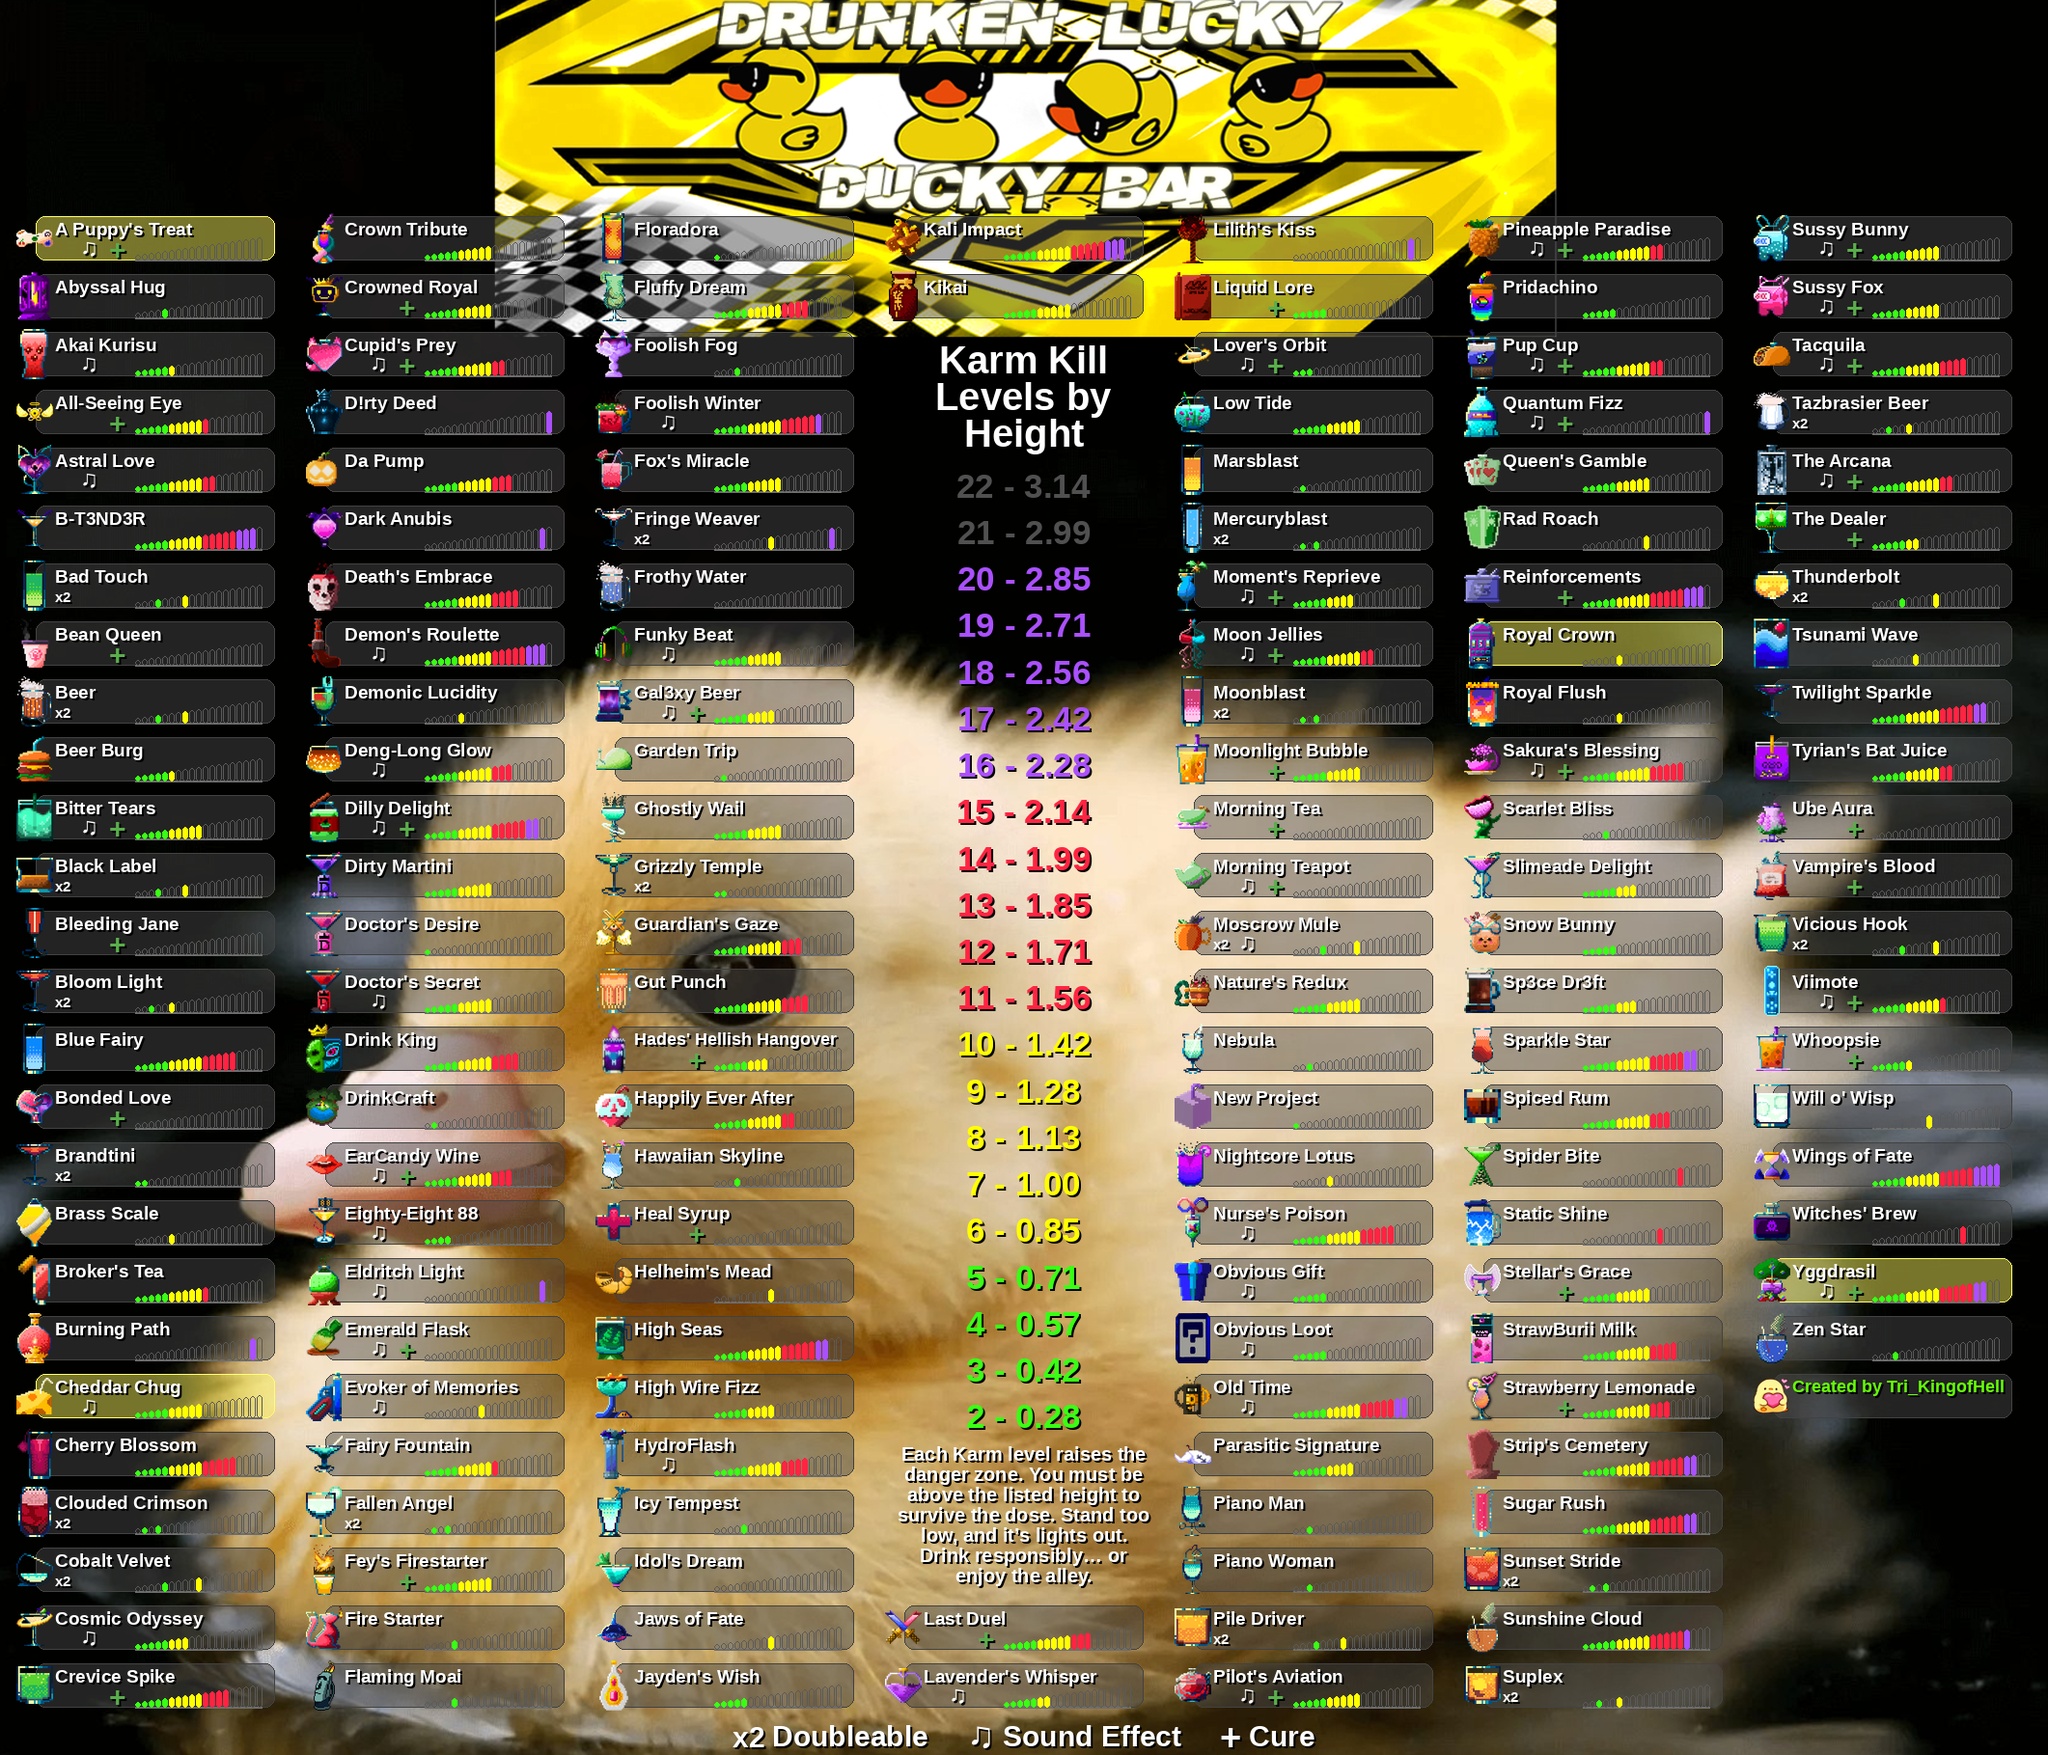 DRUNKEN LUCKY
DUCKY BAR
A Puppy's Treat
♫ +
Abyssal Hug
Akai Kurisu
♫
All-Seeing Eye
+
Astral Love
♫
B-T3ND3R
Bad Touch
x2
Bean Queen
+
Beer
x2
Beer Burg
Bitter Tears
♫ +
Black Label
x2
Bleeding Jane
+
Bloom Light
x2
Blue Fairy
Bonded Love
+
Brandtini
x2
Brass Scale
Broker's Tea
Burning Path
Cheddar Chug
♫
Cherry Blossom
Clouded Crimson
x2
Cobalt Velvet
x2
Cosmic Odyssey
♫
Crevice Spike
+
Crown Tribute
Crowned Royal
+
Cupid's Prey
♫ +
D!rty Deed
Da Pump
Dark Anubis
Death's Embrace
Demon's Roulette
♫
Demonic Lucidity
Deng-Long Glow
♫
Dilly Delight
♫ +
Dirty Martini
Doctor's Desire
Doctor's Secret
♫
Drink King
DrinkCraft
EarCandy Wine
♫ +
Eighty-Eight 88
♫
Eldritch Light
♫
Emerald Flask
♫ +
Evoker of Memories
♫
Fairy Fountain
Fallen Angel
x2
Fey's Firestarter
+
Fire Starter
Flaming Moai
Floradora
Fluffy Dream
Foolish Fog
Foolish Winter
♫
Fox's Miracle
Fringe Weaver
x2
Frothy Water
Funky Beat
♫
Gal3xy Beer
♫ +
Garden Trip
Ghostly Wail
Grizzly Temple
x2
Guardian's Gaze
Gut Punch
Hades' Hellish Hangover
+
Happily Ever After
Hawaiian Skyline
Heal Syrup
+
Helheim's Mead
High Seas
High Wire Fizz
HydroFlash
♫
Icy Tempest
Idol's Dream
Jaws of Fate
Jayden's Wish
Kali Impact
Kikai
Karm Kill
Levels by
Height
22 - 3.14
21 - 2.99
20 - 2.85
19 - 2.71
18 - 2.56
17 - 2.42
16 - 2.28
15 - 2.14
14 - 1.99
13 - 1.85
12 - 1.71
11 - 1.56
10 - 1.42
9 - 1.28
8 - 1.13
7 - 1.00
6 - 0.85
5 - 0.71
4 - 0.57
3 - 0.42
2 - 0.28
Each Karm level raises the
danger zone. You must be
above the listed height to
survive the dose. Stand too
low, and it's lights out.
Drink responsibly... or
enjoy the alley.
Last Duel
+
Lavender's Whisper
♫
Lilith's Kiss
Liquid Lore
+
Lover's Orbit
♫ +
Low Tide
Marsblast
Mercuryblast
x2
Moment's Reprieve
♫ +
Moon Jellies
♫ +
Moonblast
x2
Moonlight Bubble
+
Morning Tea
+
Morning Teapot
♫ +
Moscrow Mule
x2 ♫
Nature's Redux
Nebula
New Project
Nightcore Lotus
Nurse's Poison
♫
Obvious Gift
♫
Obvious Loot
♫
Old Time
♫
Parasitic Signature
Piano Man
Piano Woman
Pile Driver
x2
Pilot's Aviation
♫ +
Pineapple Paradise
♫ +
Pridachino
Pup Cup
♫ +
Quantum Fizz
♫ +
Queen's Gamble
Rad Roach
Reinforcements
+
Royal Crown
Royal Flush
Sakura's Blessing
♫ +
Scarlet Bliss
Slimeade Delight
Snow Bunny
Sp3ce Dr3ft
Sparkle Star
Spiced Rum
Spider Bite
Static Shine
Stellar's Grace
+
StrawBurii Milk
Strawberry Lemonade
+
Strip's Cemetery
Sugar Rush
Sunset Stride
x2
Sunshine Cloud
Suplex
x2
Sussy Bunny
♫ +
Sussy Fox
♫ +
Tacquila
♫ +
Tazbrasier Beer
x2
The Arcana
♫ +
The Dealer
+
Thunderbolt
x2
Tsunami Wave
Twilight Sparkle
Tyrian's Bat Juice
Ube Aura
+
Vampire's Blood
+
Vicious Hook
x2
Viimote
♫ +
Whoopsie
+
Will o' Wisp
Wings of Fate
Witches' Brew
Yggdrasil
♫ +
Zen Star
Created by Tri_KingofHell
x2 Doubleable ♫ Sound Effect + Cure